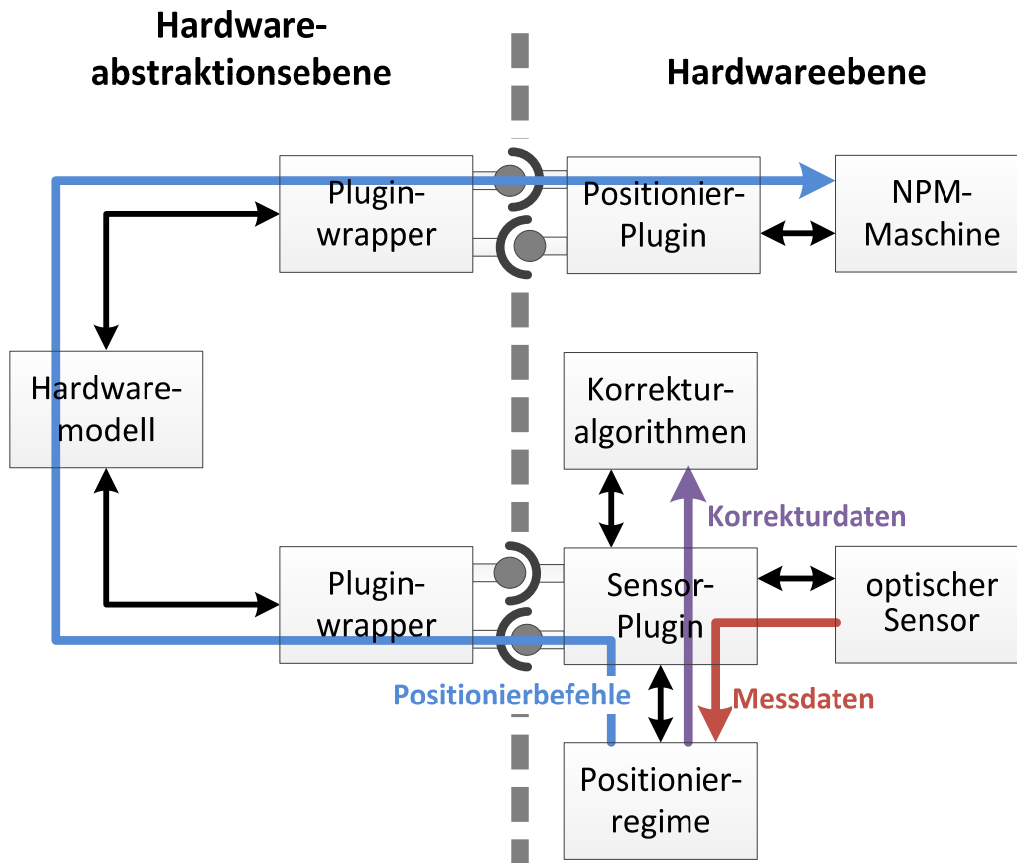 Hardware-
abstraktionsebene
Hardwareebene
Plugin-
wrapper
Positionier-
Plugin
NPM-
Maschine
Hardware-
modell
Korrektur-
algorithmen
Korrekturdaten
Plugin-
wrapper
Sensor-
Plugin
optischer
Sensor
Positionierbefehle
Messdaten
Positionier-
regime